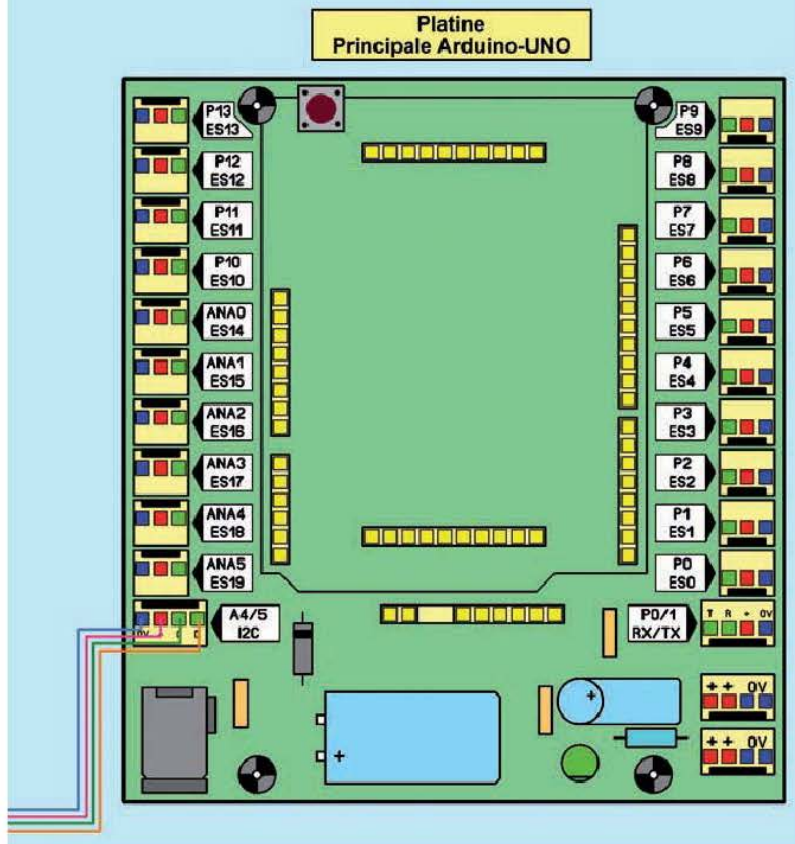 Platine
Principale Arduino-UNO
P13
ES13
P12
ES12
P11
ES11
P10
ES10
ANA0
ES14
ANA1
ES15
ANA2
ES16
ANA3
ES17
ANA4
ES18
ANA5
ES19
A4/5
I2C
0V
P9
ES9
P8
ES8
P7
ES7
P6
ES6
P5
ES5
P4
ES4
P3
ES3
P2
ES2
P1
ES1
P0
ES0
P0/1
RX/TX
T R + 0V
+ + 0V
+ + 0V
+
+